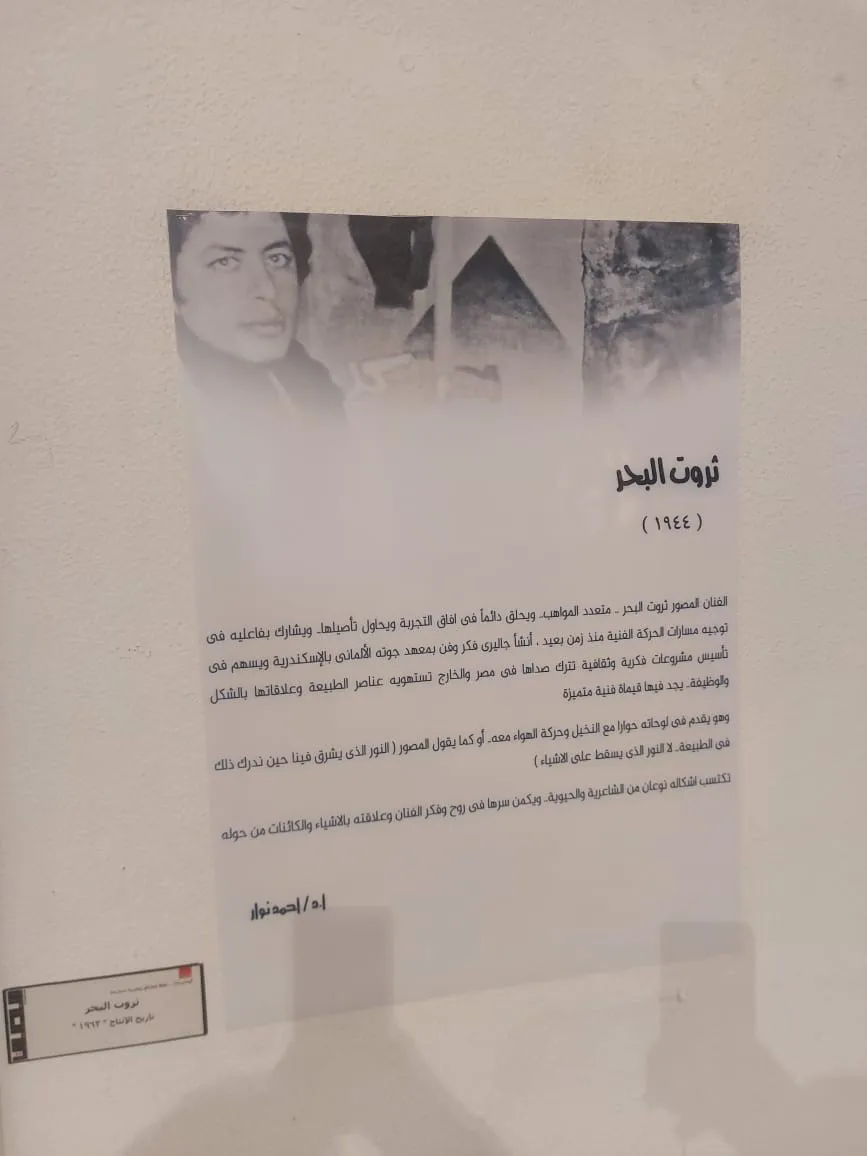 ثروت البحر
( ١٩٤٤ )
الفنان المصور ثروت البحر .. متعدد المواهب.. ويحلق دائماً فى افاق التجربة ويحاول تأصيلها.. ويشارك بفاعليه فى
توجيه مسارات الحركة الفنية منذ زمن بعيد ، أنشأ جاليرى فكر وفن بمعهد جوته الألمانى بالإسكندرية ويسهم فى
تأسيس مشروعات فكرية وثقافية تترك صداها فى مصر والخارج تستهويه عناصر الطبيعة وعلاقاتها بالشكل
والوظيفة.. يجد فيها قيماة فنية متميزة
وهو يقدم فى لوحاته حوارا مع النخيل وحركة الهواء معه.. أو كما يقول المصور ( النور الذى يشرق فينا حين ندرك ذلك
فى الطبيعة.. لا النور الذى يسقط على الاشياء )
تكتسب اشكاله نوعان من الشاعرية والحيوية.. ويكمن سرها فى روح وفكر الفنان وعلاقته بالاشياء والكائنات من حوله
ا.د/ احمد نوار
ثروت البحر
تاريخ الانتاج " ١٩٦٣ "